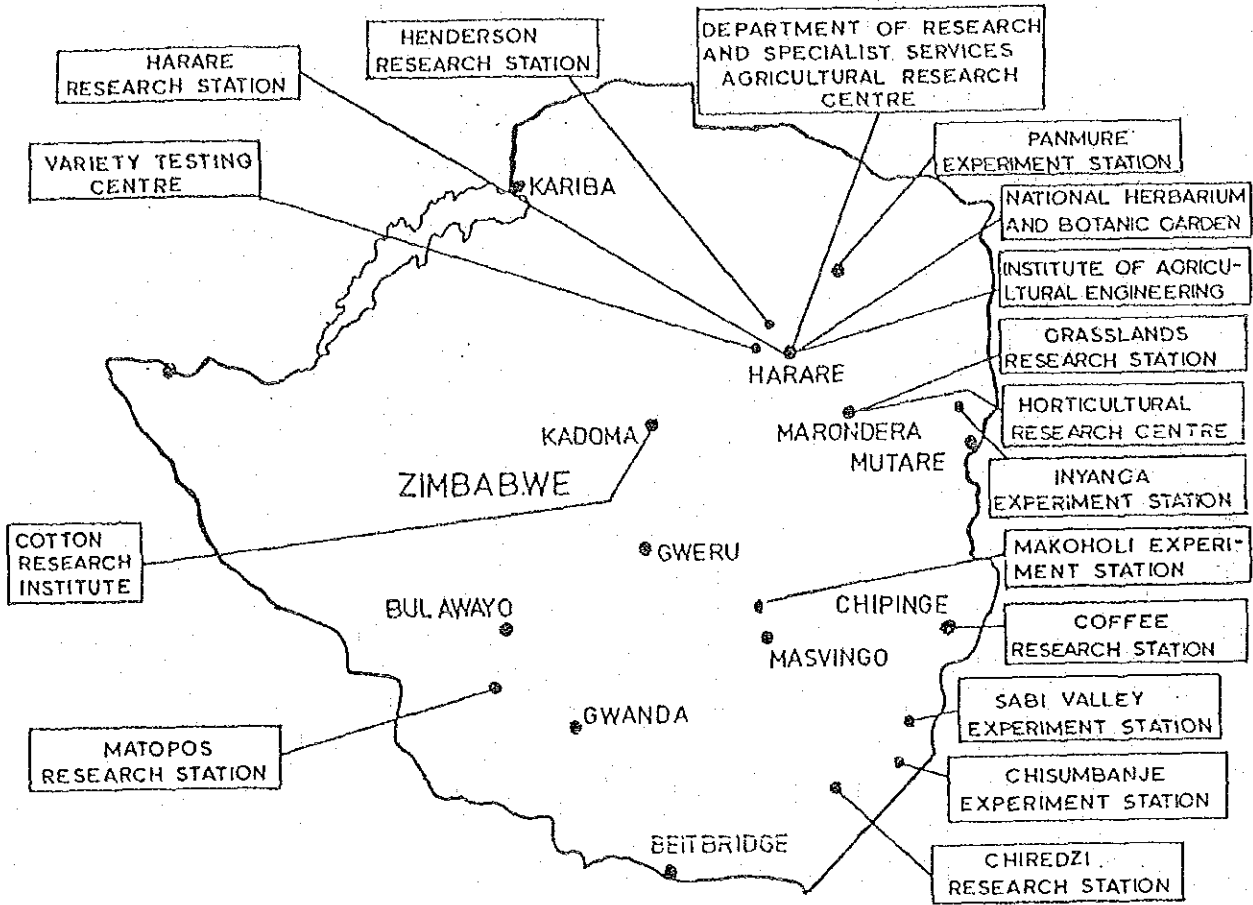 HARARE
RESEARCH STATION
HENDERSON
RESEARCH STATION
DEPARTMENT OF RESEARCH
AND SPECIALIST SERVICES
AGRICULTURAL RESEARCH
CENTRE
VARIETY TESTING
CENTRE
PANMURE
EXPERIMENT STATION
KARIBA
NATIONAL HERBARIUM
AND BOTANIC GARDEN
INSTITUTE OF AGRICU-
LTURAL ENGINEERING
GRASSLANDS
RESEARCH STATION
HARARE
HORTICULTURAL
RESEARCH CENTRE
KADOMA
MARONDERA
MUTARE
INYANGA
EXPERIMENT STATION
ZIMBABWE
COTTON
RESEARCH
INSTITUTE
GWERU
MAKOHOLI EXPERI-
MENT STATION
BULAWAYO
CHIPINGE
COFFEE
RESEARCH STATION
MASVINGO
GWANDA
SABI VALLEY
EXPERIMENT STATION
MATOPOS
RESEARCH STATION
CHISUMBANJE
EXPERIMENT STATION
BEITBRIDGE
CHIREDZI
RESEARCH STATION